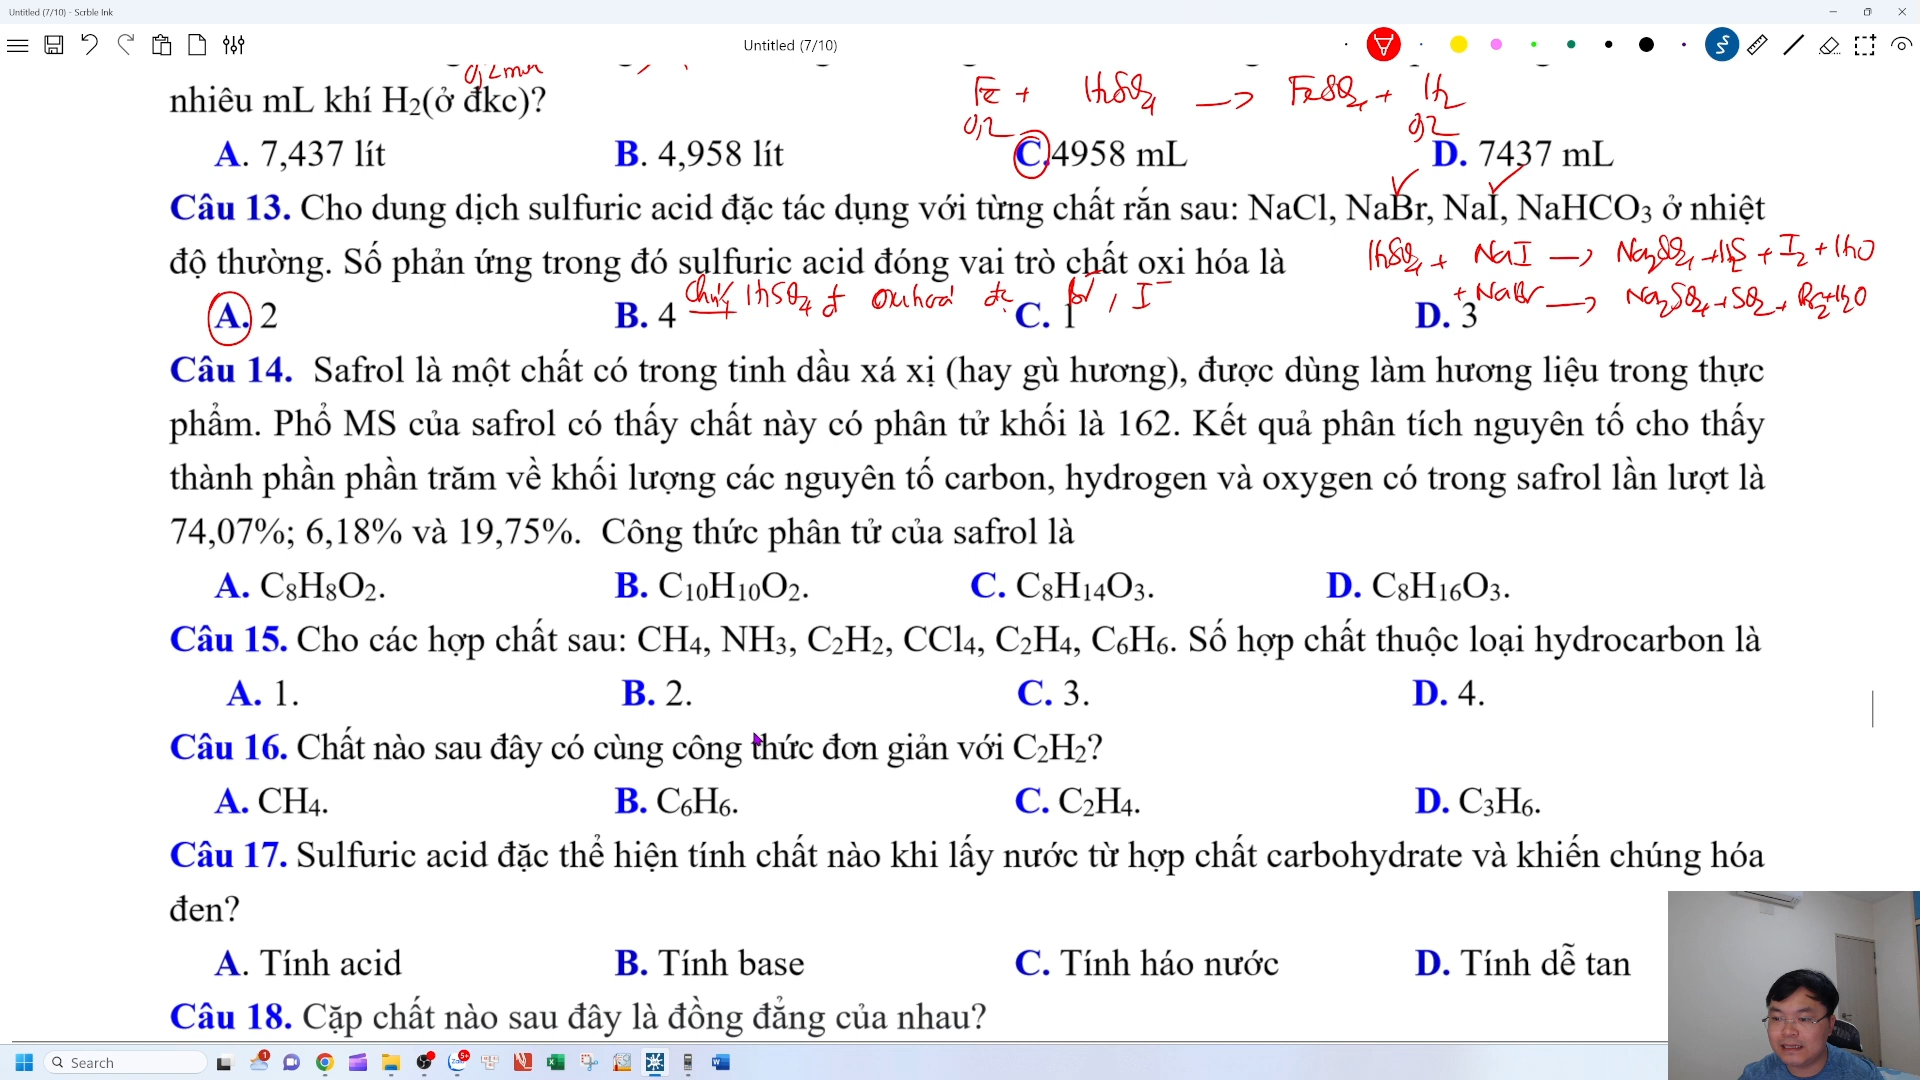 Untitled (7/10) - Scrble Ink
Untitled (7/10)
0,2 mol
nhiêu mL khí H₂(ở đkc)?
Fe + H₂SO₄ → FeSO₄ + H₂
0,2 0,2
A. 7,437 lít B. 4,958 lít C. 4958 mL D. 7437 mL
Câu 13. Cho dung dịch sulfuric acid đặc tác dụng với từng chất rắn sau: NaCl, NaBr, NaI, NaHCO₃ ở nhiệt
độ thường. Số phản ứng trong đó sulfuric acid đóng vai trò chất oxi hóa là
H₂SO₄ + NaI → Na₂SO₄ + H₂S + I₂ + H₂O
+ NaBr → Na₂SO₄ + SO₂ + Br₂ + H₂O
Chú ý H₂SO₄ đ oxi hoá đc Br⁻, I⁻
A. 2 B. 4 C. 1 D. 3
Câu 14. Safrol là một chất có trong tinh dầu xá xị (hay gù hương), được dùng làm hương liệu trong thực
phẩm. Phổ MS của safrol có thấy chất này có phân tử khối là 162. Kết quả phân tích nguyên tố cho thấy
thành phần phần trăm về khối lượng các nguyên tố carbon, hydrogen và oxygen có trong safrol lần lượt là
74,07%; 6,18% và 19,75%. Công thức phân tử của safrol là
A. C₈H₈O₂. B. C₁₀H₁₀O₂. C. C₈H₁₄O₃. D. C₈H₁₆O₃.
Câu 15. Cho các hợp chất sau: CH₄, NH₃, C₂H₂, CCl₄, C₂H₄, C₆H₆. Số hợp chất thuộc loại hydrocarbon là
A. 1. B. 2. C. 3. D. 4.
Câu 16. Chất nào sau đây có cùng công thức đơn giản với C₂H₂?
A. CH₄. B. C₆H₆. C. C₂H₄. D. C₃H₆.
Câu 17. Sulfuric acid đặc thể hiện tính chất nào khi lấy nước từ hợp chất carbohydrate và khiến chúng hóa
đen?
A. Tính acid B. Tính base C. Tính háo nước D. Tính dễ tan
Câu 18. Cặp chất nào sau đây là đồng đẳng của nhau?
Search